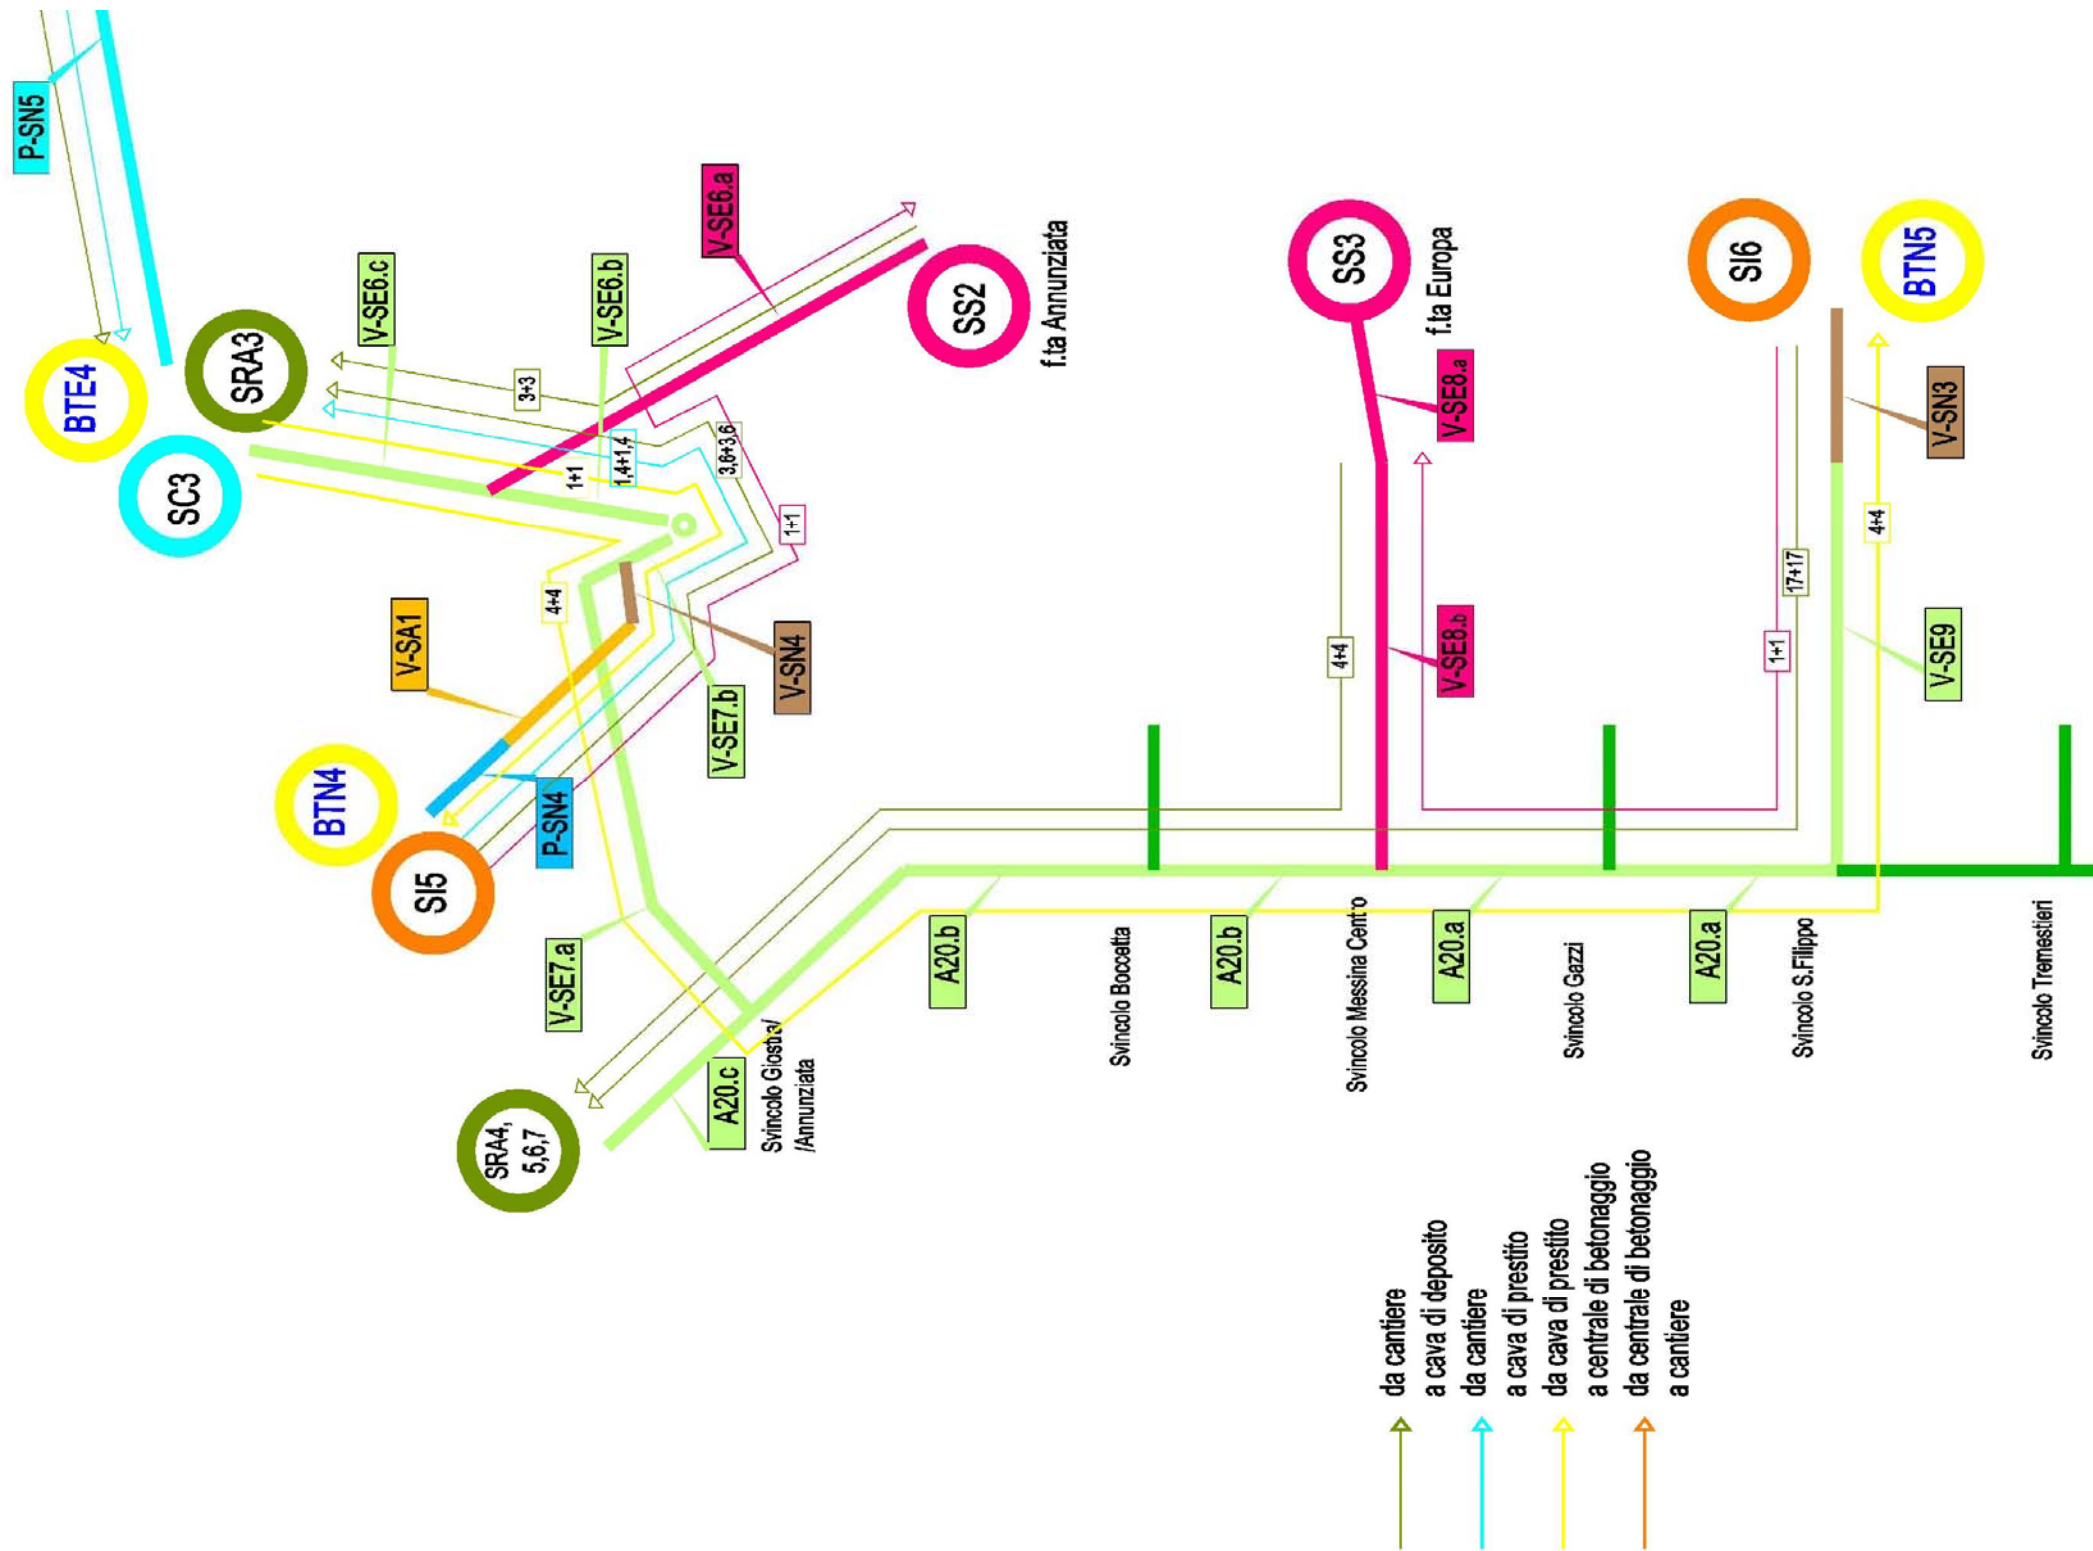 P-SN5
BTE4
SRA3
SC3
V-SE6.c
V-SE6.b
V-SE6.a
SS2
f.ta Annunziata
3+3
1+1
1,4+1,4
3,6+3,6
1+1
4+4
V-SA1
V-SN4
V-SE7.b
BTN4
P-SN4
SI5
V-SE7.a
SRA4,
5,6,7
A20.c
Svincolo Giostra/
/Annunziata
A20.b
Svincolo Boccetta
A20.b
Svincolo Messina Centro
A20.a
Svincolo Gazzi
A20.a
Svincolo S.Filippo
Svincolo Tremestieri
SS3
f.ta Europa
V-SE8.a
V-SE8.b
4+4
SI6
BTN5
V-SN3
4+4
17+17
1+1
V-SE9
da cantiere
a cava di deposito
da cantiere
a cava di prestito
da cava di prestito
a centrale di betonaggio
da centrale di betonaggio
a cantiere